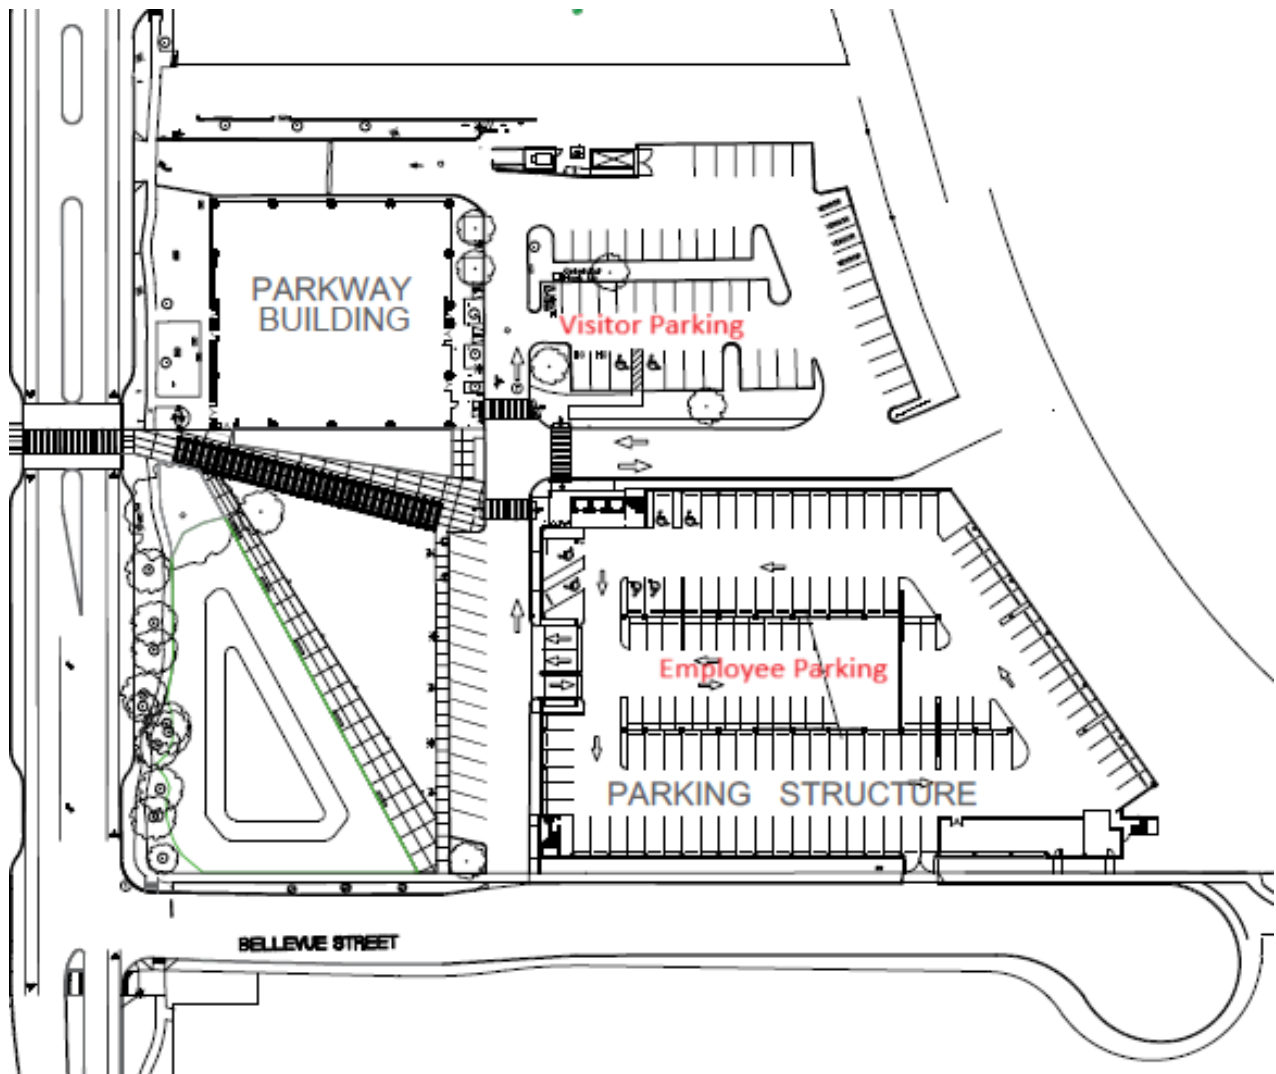 PARKWAY
BUILDING
Visitor Parking
Employee Parking
PARKING STRUCTURE
BELLEVUE STREET